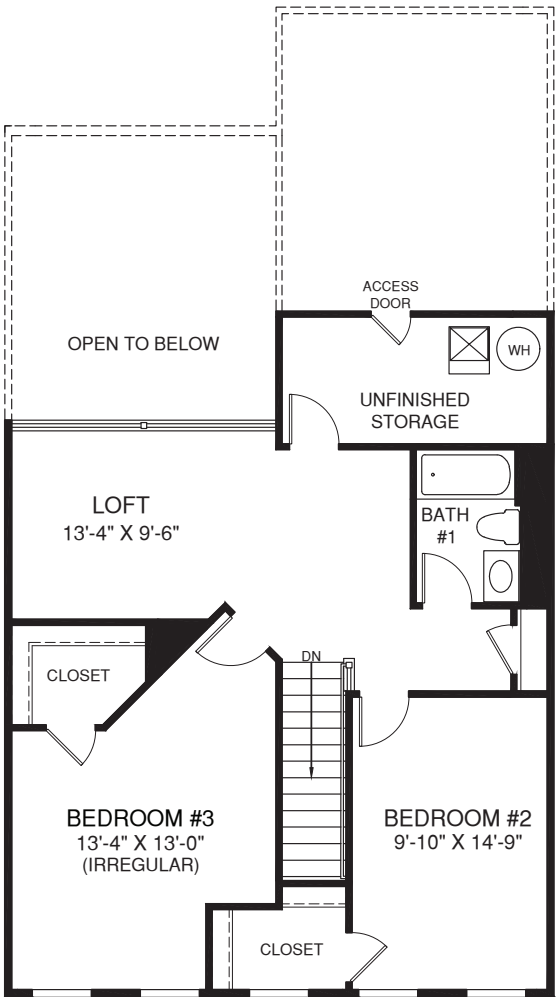 ACCESS
DOOR
OPEN TO BELOW
WH
UNFINISHED
STORAGE
LOFT
13'-4" X 9'-6"
BATH
#1
DN
CLOSET
BEDROOM #3
13'-4" X 13'-0"
(IRREGULAR)
BEDROOM #2
9'-10" X 14'-9"
CLOSET